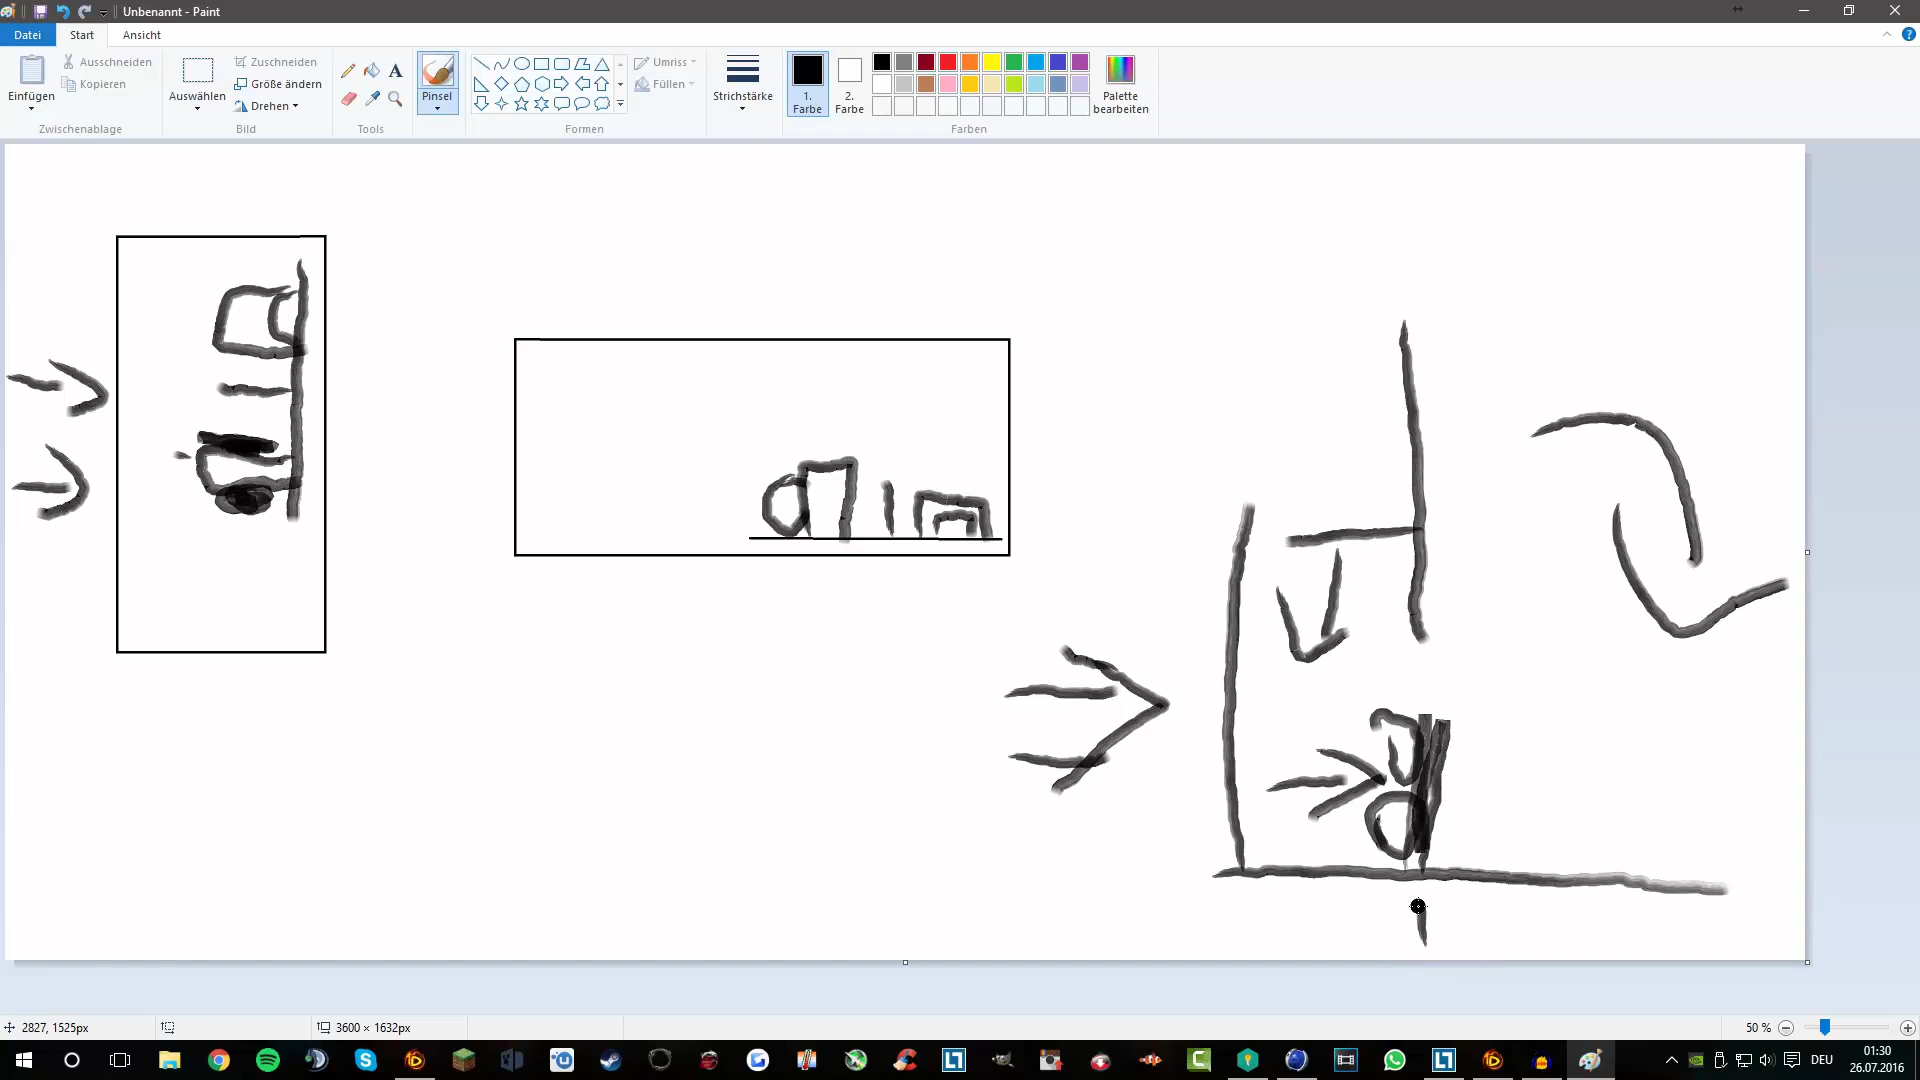 Unbenannt - Paint
Datei
Start
Ansicht
Einfügen
Ausschneiden
Kopieren
Zwischenablage
Auswählen
Zuschneiden
Größe ändern
Drehen
Bild
A
Tools
Pinsel
Formen
Umriss
Füllen
Strichstärke
1.
Farbe
2.
Farbe
Palette
bearbeiten
Farben
2827, 1525px
3600 × 1632px
50 %
DEU
01:30
26.07.2016